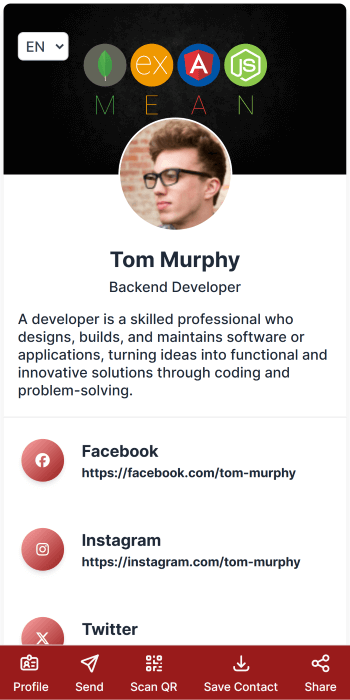 EN
ex
JS
M E A N
Tom Murphy
Backend Developer
A developer is a skilled professional who
designs, builds, and maintains software or
applications, turning ideas into functional and
innovative solutions through coding and
problem-solving.
Facebook
https://facebook.com/tom-murphy
Instagram
https://instagram.com/tom-murphy
Twitter
Profile Send Scan QR Save Contact Share